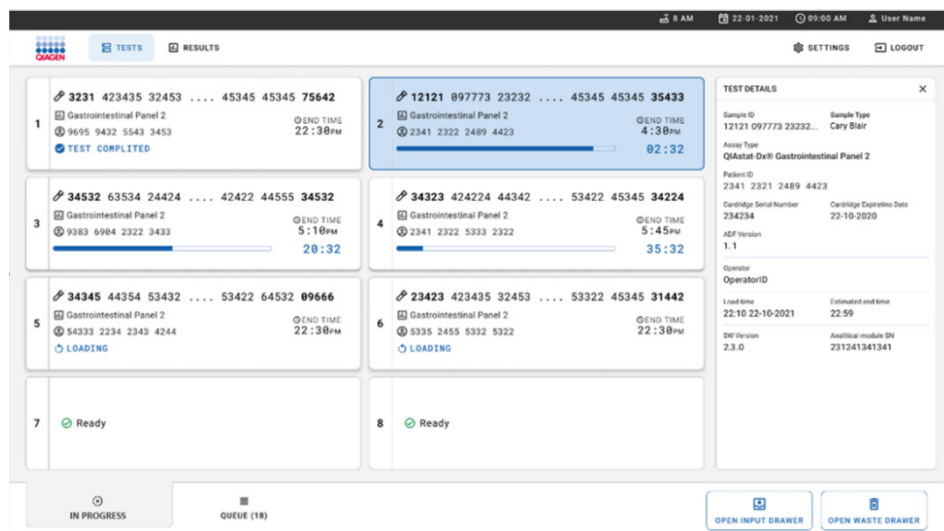 8 AM 22-01-2021 09:00 AM User Name
QIAGEN TESTS RESULTS SETTINGS LOGOUT
1
3231 423435 32453 .... 45345 45345 75642
Gastrointestinal Panel 2
9695 9432 5543 3453
END TIME
22:30PM
TEST COMPLITED
2
12121 097773 23232 .... 45345 45345 35433
Gastrointestinal Panel 2
2341 2322 2489 4423
END TIME
4:30PM
02:32
3
34532 63534 24424 .... 42422 44555 34532
Gastrointestinal Panel 2
9383 6904 2322 3433
END TIME
5:10PM
20:32
4
34323 424224 44342 .... 53422 45345 34224
Gastrointestinal Panel 2
2341 2322 5333 2322
END TIME
5:45PM
35:32
5
34345 44354 53432 .... 53422 64532 09666
Gastrointestinal Panel 2
54333 2234 2343 4244
END TIME
22:30PM
LOADING
6
23423 423435 32453 .... 53322 45345 31442
Gastrointestinal Panel 2
5335 2455 5332 5322
END TIME
22:30PM
LOADING
7 Ready
8 Ready
TEST DETAILS
Sample ID Sample Type
12121 097773 23232... Cary Blair
Assay Type
QIAstat-Dx® Gastrointestinal Panel 2
Patient ID
2341 2321 2489 4423
Cardridge Serial Number Cardridge Expiratino Date
234234 22-10-2020
ADF Version
1.1
Operator
OperatorID
Load time Estimated end time
22:10 22-10-2021 22:59
SW Version Analitical module SN
2.3.0 231241341341
IN PROGRESS
QUEUE (18)
OPEN INPUT DRAWER
OPEN WASTE DRAWER